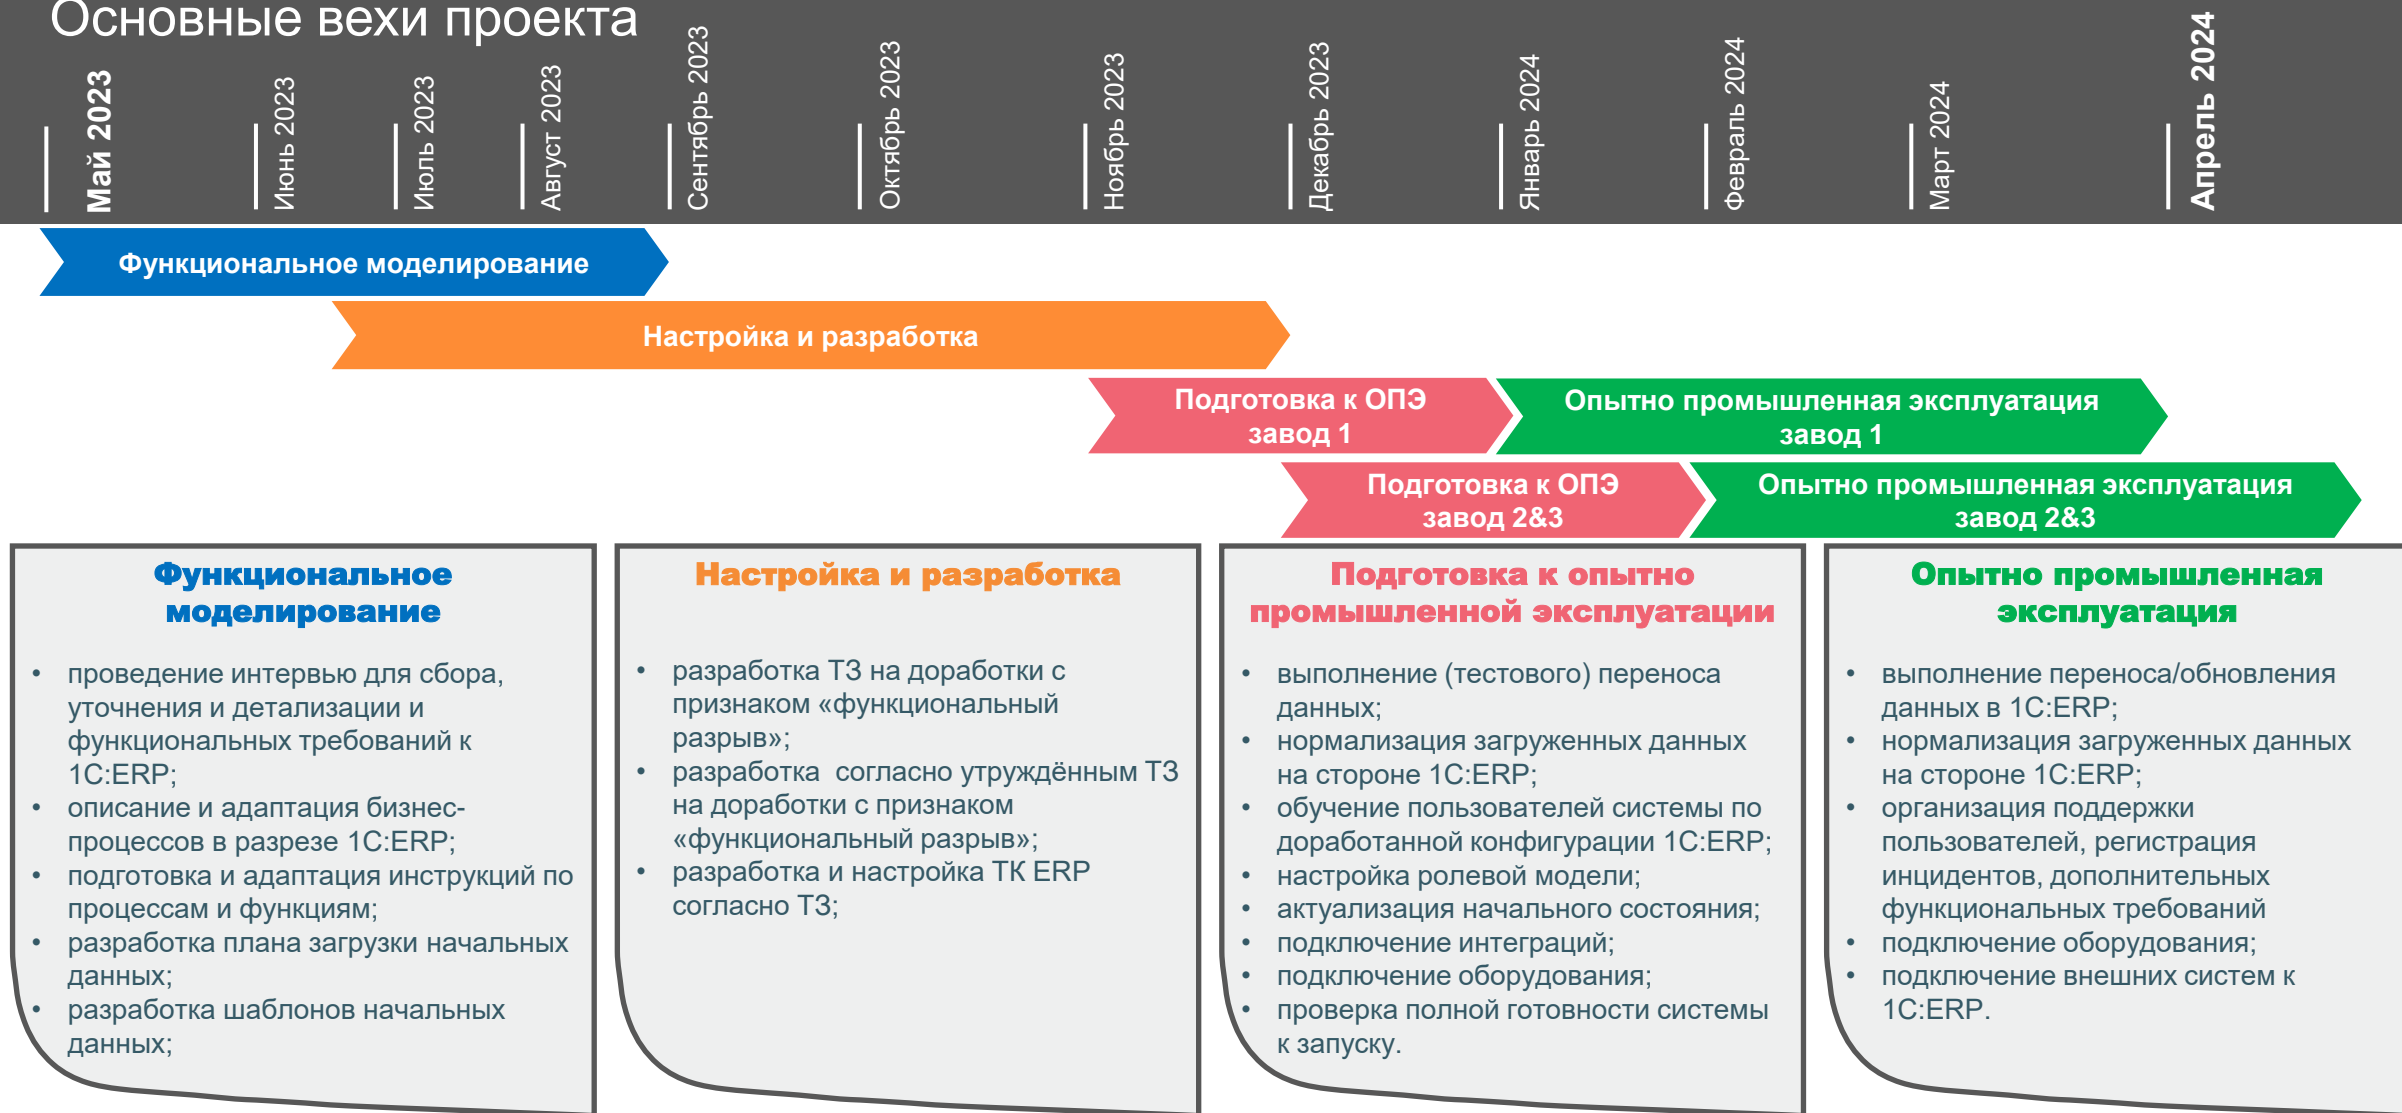 Основные вехи проекта
Май 2023
Июнь 2023
Июль 2023
Август 2023
Сентябрь 2023
Октябрь 2023
Ноябрь 2023
Декабрь 2023
Январь 2024
Февраль 2024
Март 2024
Апрель 2024
Функциональное моделирование
Настройка и разработка
Подготовка к ОПЭ
завод 1
Опытно промышленная эксплуатация
завод 1
Подготовка к ОПЭ
завод 2&3
Опытно промышленная эксплуатация
завод 2&3
Функциональное
моделирование
• проведение интервью для сбора,
уточнения и детализации и
функциональных требований к
1С:ERP;
• описание и адаптация бизнес-
процессов в разрезе 1С:ERP;
• подготовка и адаптация инструкций по
процессам и функциям;
• разработка плана загрузки начальных
данных;
• разработка шаблонов начальных
данных;
Настройка и разработка
• разработка ТЗ на доработки с
признаком «функциональный
разрыв»;
• разработка  согласно утруждённым ТЗ
на доработки с признаком
«функциональный разрыв»;
• разработка и настройка ТК ERP
согласно ТЗ;
Подготовка к опытно
промышленной эксплуатации
• выполнение (тестового) переноса
данных;
• нормализация загруженных данных
на стороне 1С:ERP;
• обучение пользователей системы по
доработанной конфигурации 1С:ERP;
• настройка ролевой модели;
• актуализация начального состояния;
• подключение интеграций;
• подключение оборудования;
• проверка полной готовности системы
к запуску.
Опытно промышленная
эксплуатация
• выполнение переноса/обновления
данных в 1С:ERP;
• нормализация загруженных данных
на стороне 1С:ERP;
• организация поддержки
пользователей, регистрация
инцидентов, дополнительных
функциональных требований
• подключение оборудования;
• подключение внешних систем к
1С:ERP.